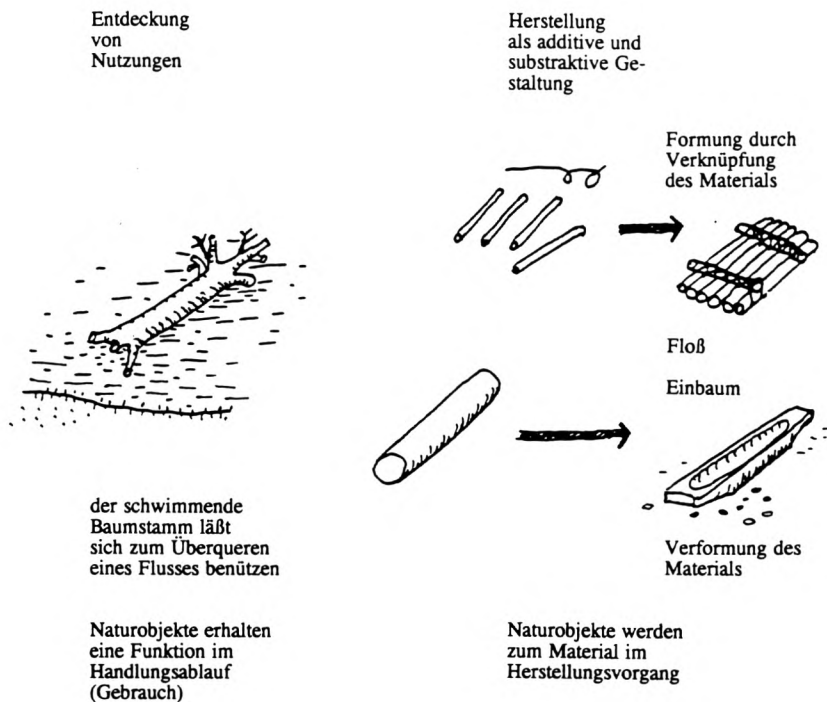 Entdeckung
von
Nutzungen
Herstellung
als additive und
substraktive Ge-
staltung
Formung durch
Verknüpfung
des Materials
Floß
Einbaum
der schwimmende
Baumstamm läßt
sich zum Überqueren
eines Flusses benützen
Verformung des
Materials
Naturobjekte erhalten
eine Funktion im
Handlungsablauf
(Gebrauch)
Naturobjekte werden
zum Material im
Herstellungsvorgang